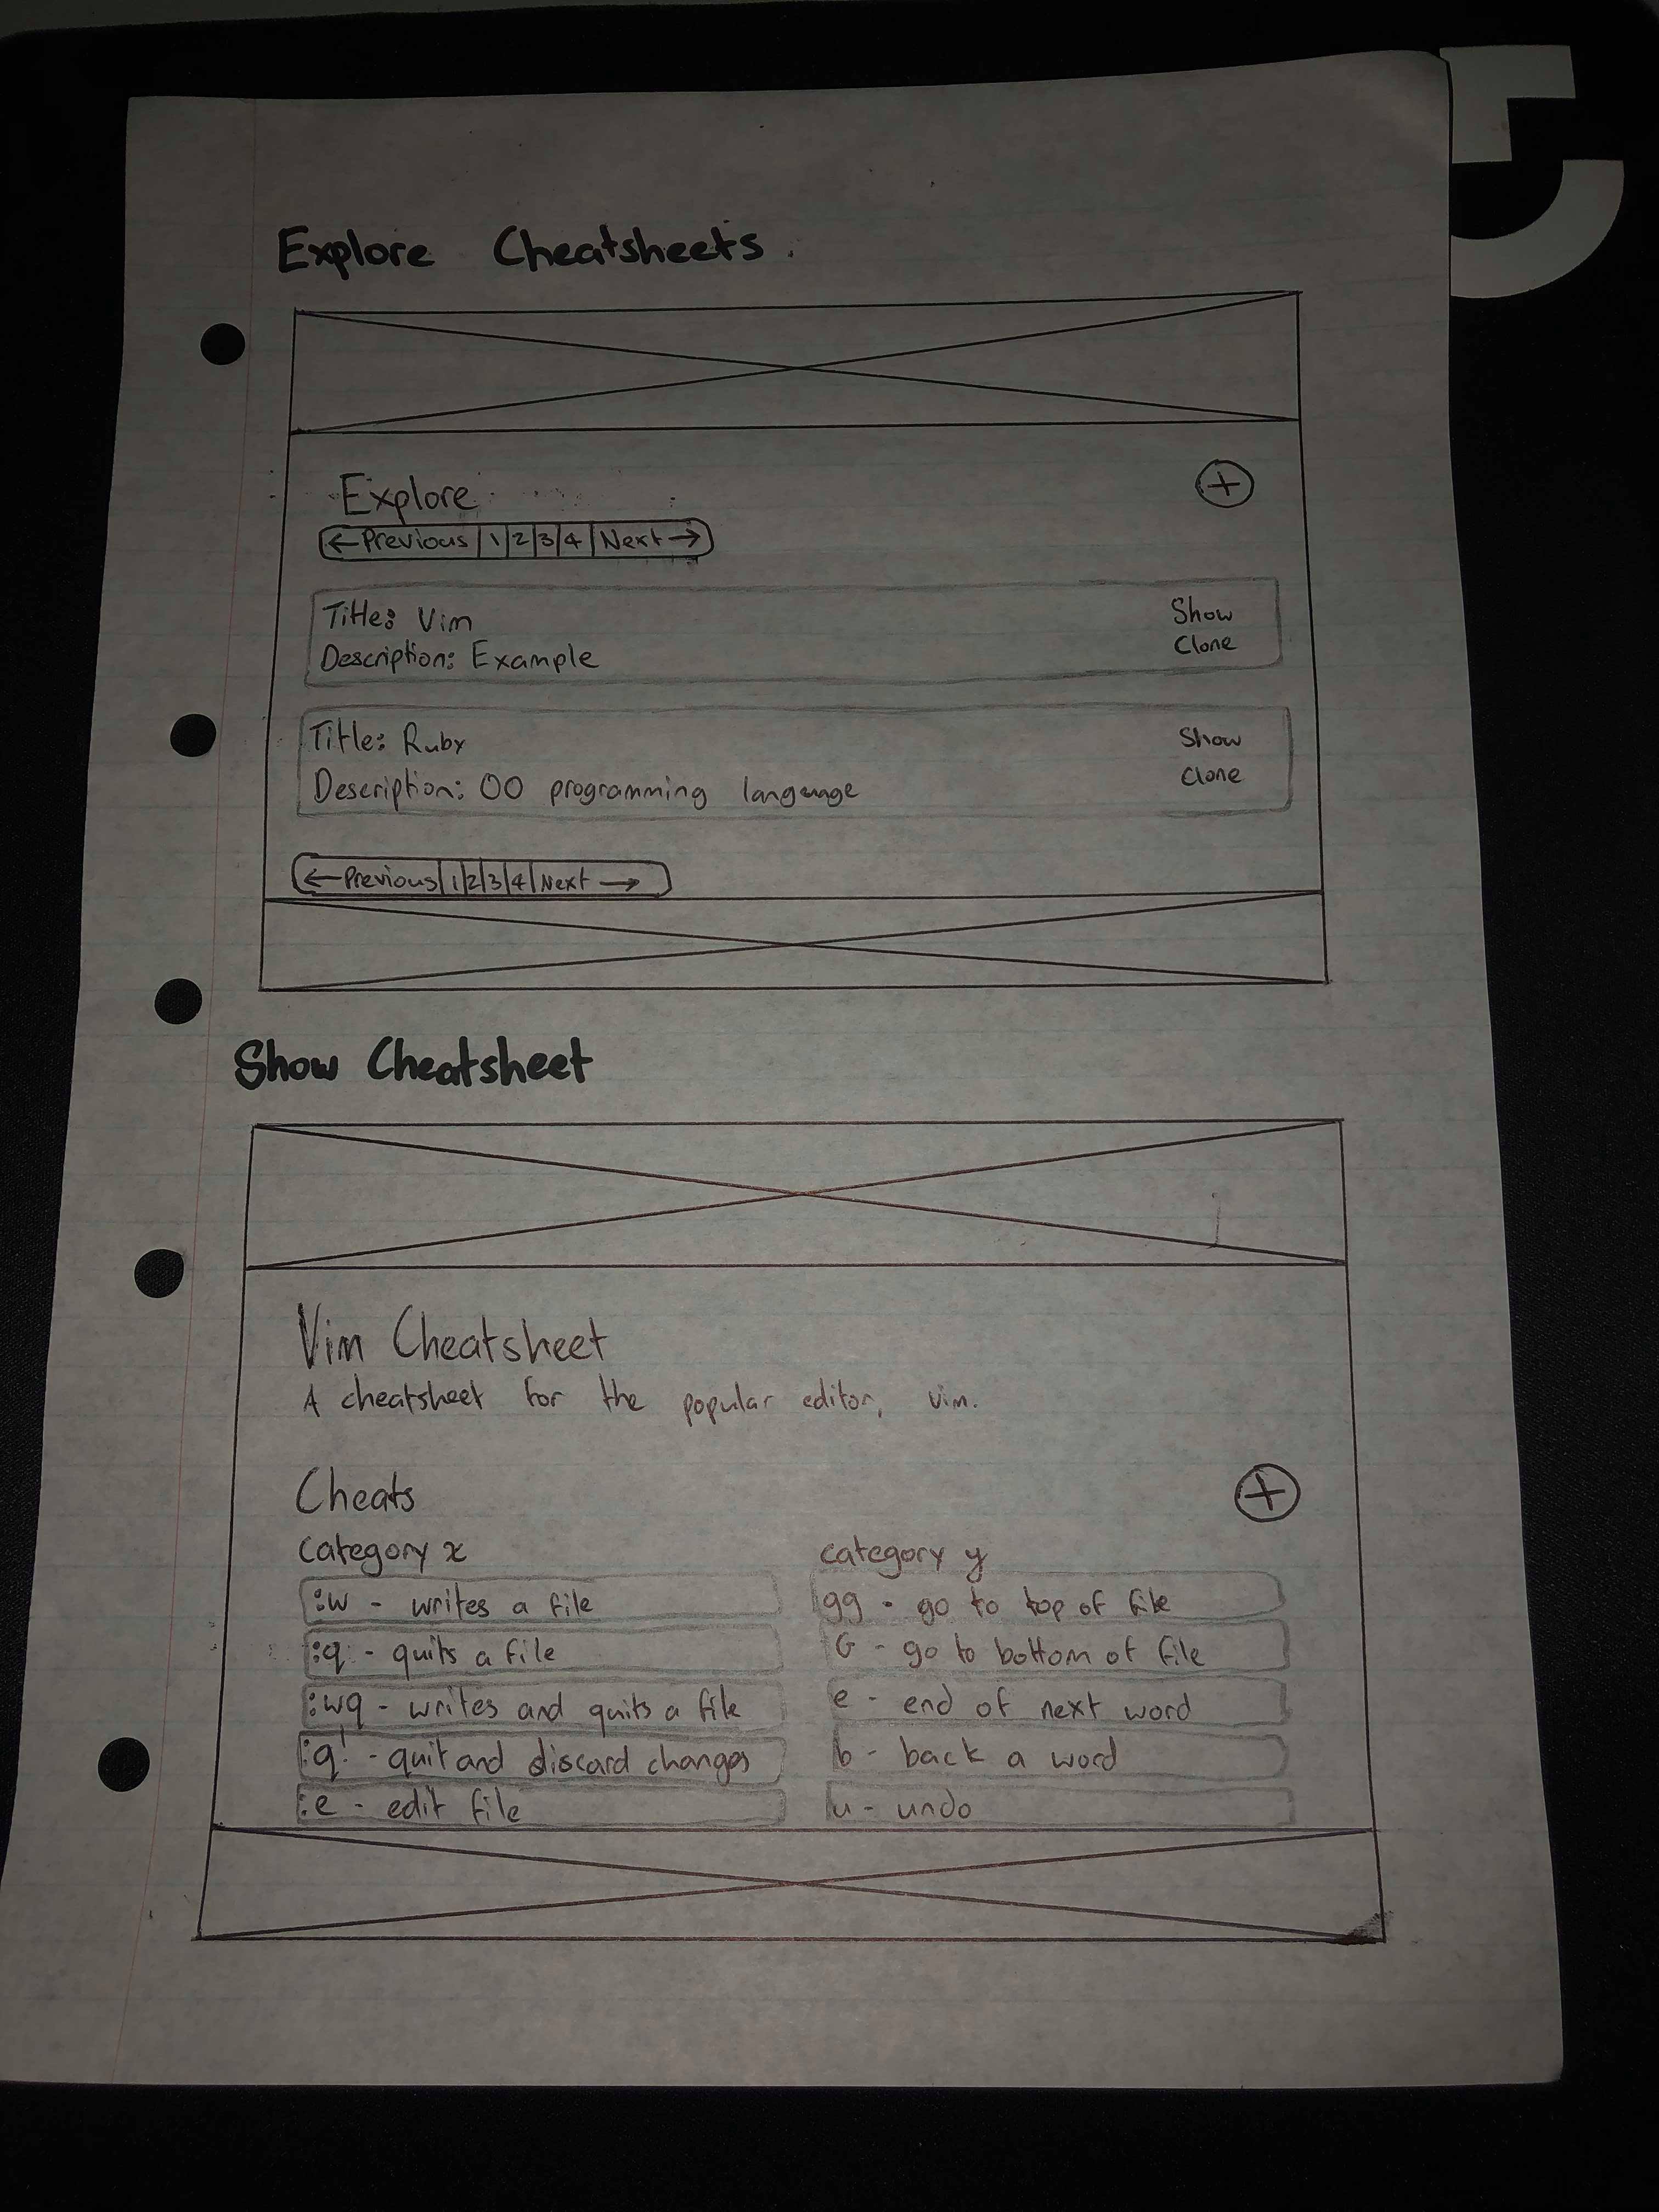 Explore Cheatsheets.
Explore +
← Previous | 1 | 2 | 3 | 4 | Next →
Title: Vim Show
Description: Example Clone
Title: Ruby Show
Description: OO programming language Clone
← Previous | 1 | 2 | 3 | 4 | Next →
Show Cheatsheet
Vim Cheatsheet
A cheatsheet for the popular editor, vim.
Cheats +
Category x
:w - writes a file
:q - quits a file
:wq - writes and quits a file
:q! - quit and discard changes
:e - edit file
category y
gg - go to top of file
G - go to bottom of file
e - end of next word
b - back a word
u - undo